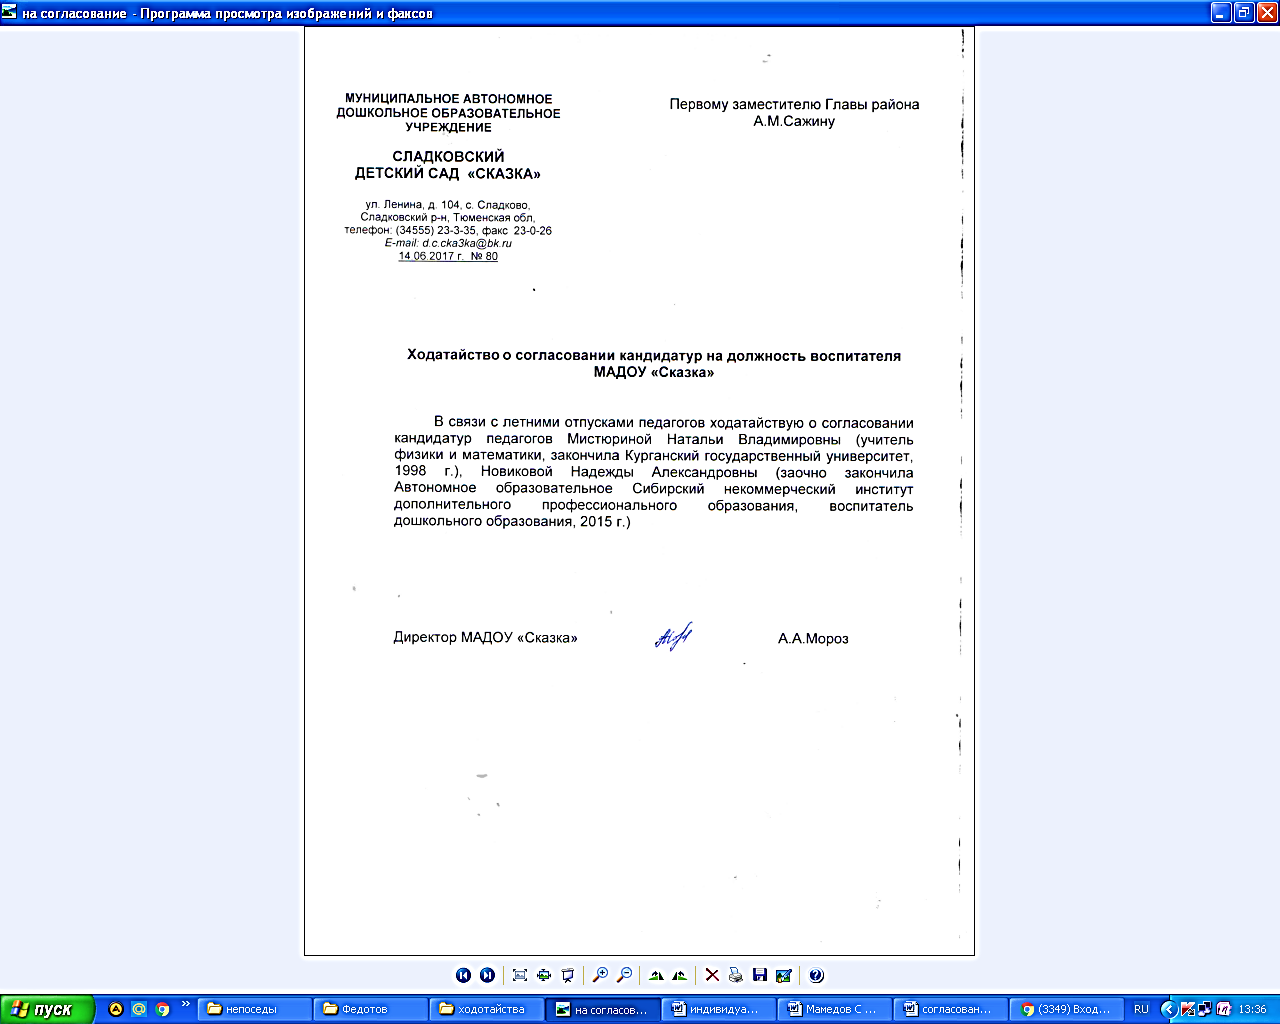 на согласование - Программа просмотра изображений и факсов
МУНИЦИПАЛЬНОЕ АВТОНОМНОЕ
ДОШКОЛЬНОЕ ОБРАЗОВАТЕЛЬНОЕ
УЧРЕЖДЕНИЕ
СЛАДКОВСКИЙ
ДЕТСКИЙ САД «СКАЗКА»
ул. Ленина, д. 104, с. Сладково,
Сладковский р-н, Тюменская обл,
телефон: (34555) 23-3-35, факс 23-0-26
E-mail: d.c.cka3ka@bk.ru
14.06.2017 г. № 80
Первому заместителю Главы района
А.М.Сажину
Ходатайство о согласовании кандидатур на должность воспитателя
МАДОУ «Сказка»
В связи с летними отпусками педагогов ходатайствую о согласовании
кандидатур педагогов Мистюриной Натальи Владимировны (учитель
физики и математики, закончила Курганский государственный университет,
1998 г.), Новиковой Надежды Александровны (заочно закончила
Автономное образовательное Сибирский некоммерческий институт
дополнительного профессионального образования, воспитатель
дошкольного образования, 2015 г.)
Директор МАДОУ «Сказка» А.А.Мороз
пуск
непоседы
Федотов
ходотайства
на согласов...
индивидуа...
Мамедов С ...
согласован...
(3349) Вход...
RU
13:36